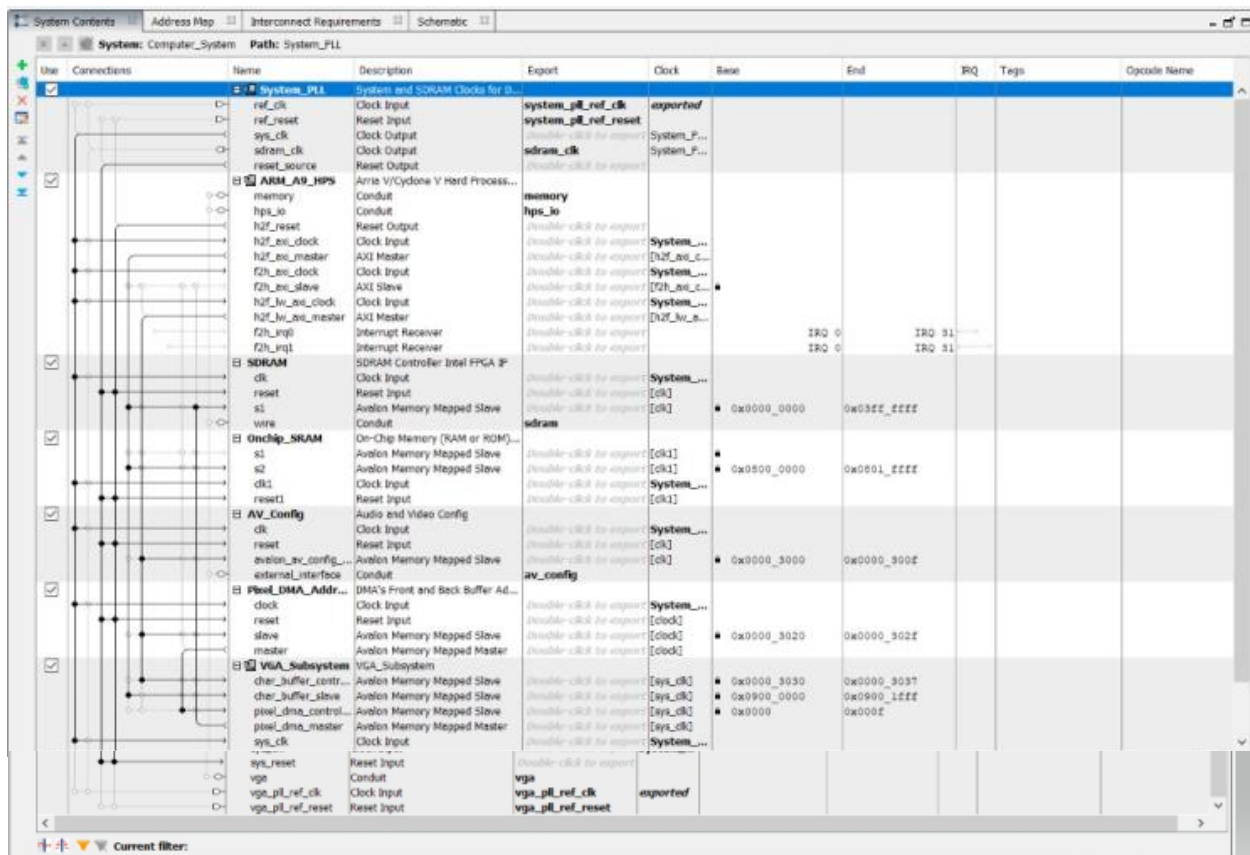 System Contents Address Map Interconnect Requirements Schematic
System: Computer_System Path: System_PLL
Use Connections Name Description Export Clock Base End IRQ Tags Opcode Name
System_PLL System and SDRAM Clocks for D...
ref_clk Clock Input system_pll_ref_clk exported
ref_reset Reset Input system_pll_ref_reset
sys_clk Clock Output Double-click to export System_P...
sdram_clk Clock Output sdram_clk System_P...
reset_source Reset Output Double-click to export
ARM_A9_HPS Arria V/Cyclone V Hard Process...
memory Conduit memory
hps_io Conduit hps_io
h2f_reset Reset Output Double-click to export
h2f_axi_clock Clock Input Double-click to export System_...
h2f_axi_master AXI Master Double-click to export [h2f_axi_c...
f2h_axi_clock Clock Input Double-click to export System_...
f2h_axi_slave AXI Slave Double-click to export [f2h_axi_c...
h2f_lw_axi_clock Clock Input Double-click to export System_...
h2f_lw_axi_master AXI Master Double-click to export [h2f_lw_a...
f2h_irq0 Interrupt Receiver Double-click to export IRQ 0 IRQ 31
f2h_irq1 Interrupt Receiver Double-click to export IRQ 0 IRQ 31
SDRAM SDRAM Controller Intel FPGA IP
clk Clock Input Double-click to export System_...
reset Reset Input Double-click to export [clk]
s1 Avalon Memory Mapped Slave Double-click to export [clk] 0x0000_0000 0x03ff_ffff
wire Conduit sdram
Onchip_SRAM On-Chip Memory (RAM or ROM)...
s1 Avalon Memory Mapped Slave Double-click to export [clk1]
s2 Avalon Memory Mapped Slave Double-click to export [clk1] 0x0800_0000 0x0801_ffff
clk1 Clock Input Double-click to export System_...
reset1 Reset Input Double-click to export [clk1]
AV_Config Audio and Video Config
clk Clock Input Double-click to export System_...
reset Reset Input Double-click to export [clk]
avalon_av_config_... Avalon Memory Mapped Slave Double-click to export [clk] 0x0000_3000 0x0000_300f
external_interface Conduit av_config
Pixel_DMA_Addr... DMA's Front and Back Buffer Ad...
clock Clock Input Double-click to export System_...
reset Reset Input Double-click to export [clock]
slave Avalon Memory Mapped Slave Double-click to export [clock] 0x0000_3020 0x0000_302f
master Avalon Memory Mapped Master Double-click to export [clock]
VGA_Subsystem VGA_Subsystem
char_buffer_contr... Avalon Memory Mapped Slave Double-click to export [sys_clk] 0x0000_3030 0x0000_3037
char_buffer_slave Avalon Memory Mapped Slave Double-click to export [sys_clk] 0x0900_0000 0x0900_1fff
pixel_dma_control... Avalon Memory Mapped Slave Double-click to export [sys_clk] 0x0000 0x000f
pixel_dma_master Avalon Memory Mapped Master Double-click to export [sys_clk]
sys_clk Clock Input Double-click to export System_...
sys_reset Reset Input Double-click to export
vga Conduit vga
vga_pll_ref_clk Clock Input vga_pll_ref_clk exported
vga_pll_ref_reset Reset Input vga_pll_ref_reset
Current filter: